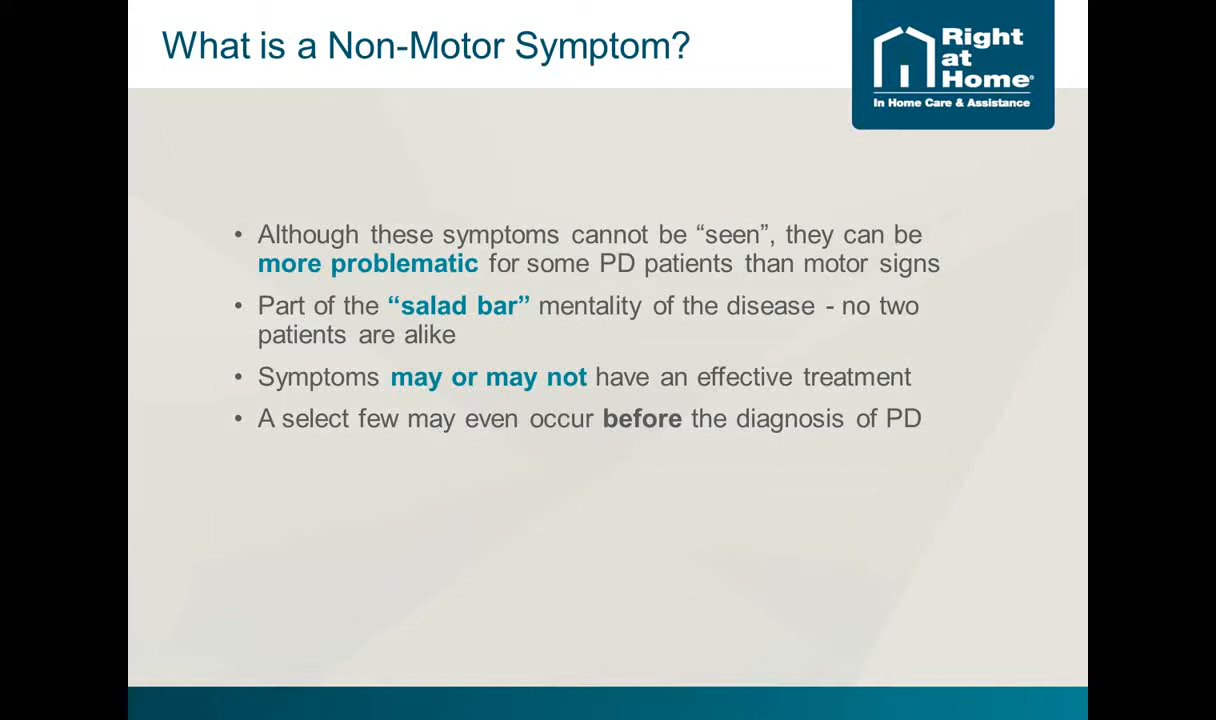 What is a Non-Motor Symptom?
Right
at
Home®
In Home Care & Assistance
• Although these symptoms cannot be “seen”, they can be
more problematic for some PD patients than motor signs
• Part of the “salad bar” mentality of the disease - no two
patients are alike
• Symptoms may or may not have an effective treatment
• A select few may even occur before the diagnosis of PD